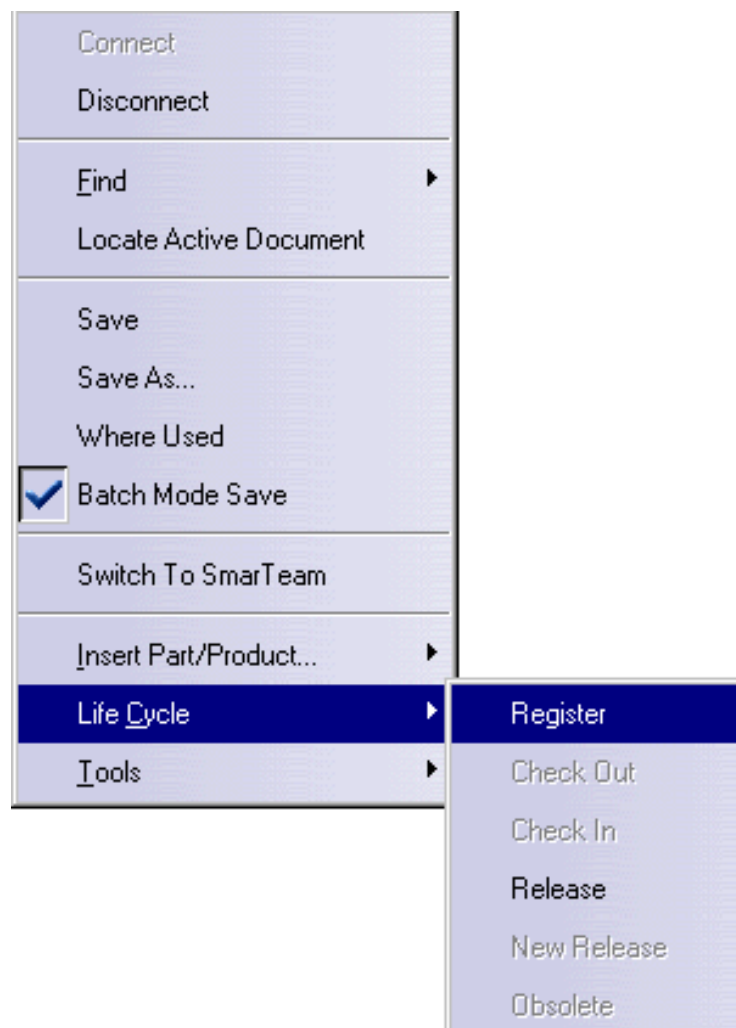 Connect
Disconnect
Find
Locate Active Document
Save
Save As...
Where Used
Batch Mode Save
Switch To SmarTeam
Insert Part/Product...
Life Cycle
Tools
Register
Check Out
Check In
Release
New Release
Obsolete